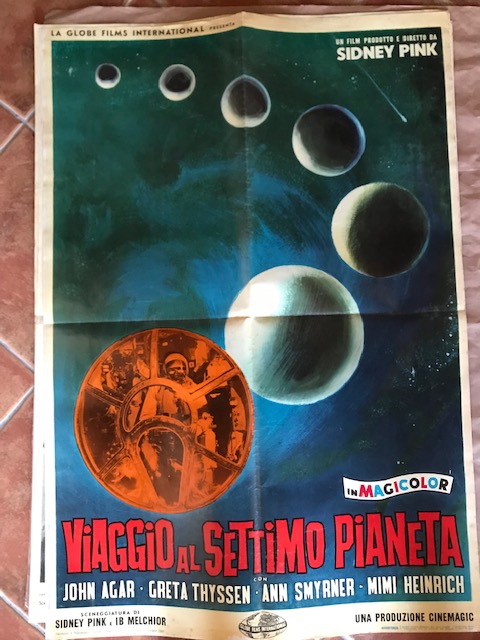 LA GLOBE FILMS INTERNATIONAL PRESENTA
UN FILM PRODOTTO E DIRETTO DA
SIDNEY PINK
IN MAGICOLOR
VIAGGIO AL SETTIMO PIANETA
CON
JOHN AGAR · GRETA THYSSEN · ANN SMYRNER · MIMI HEINRICH
SCENEGGIATURA DI
SIDNEY PINK e IB MELCHIOR
UNA PRODUZIONE CINEMAGIC